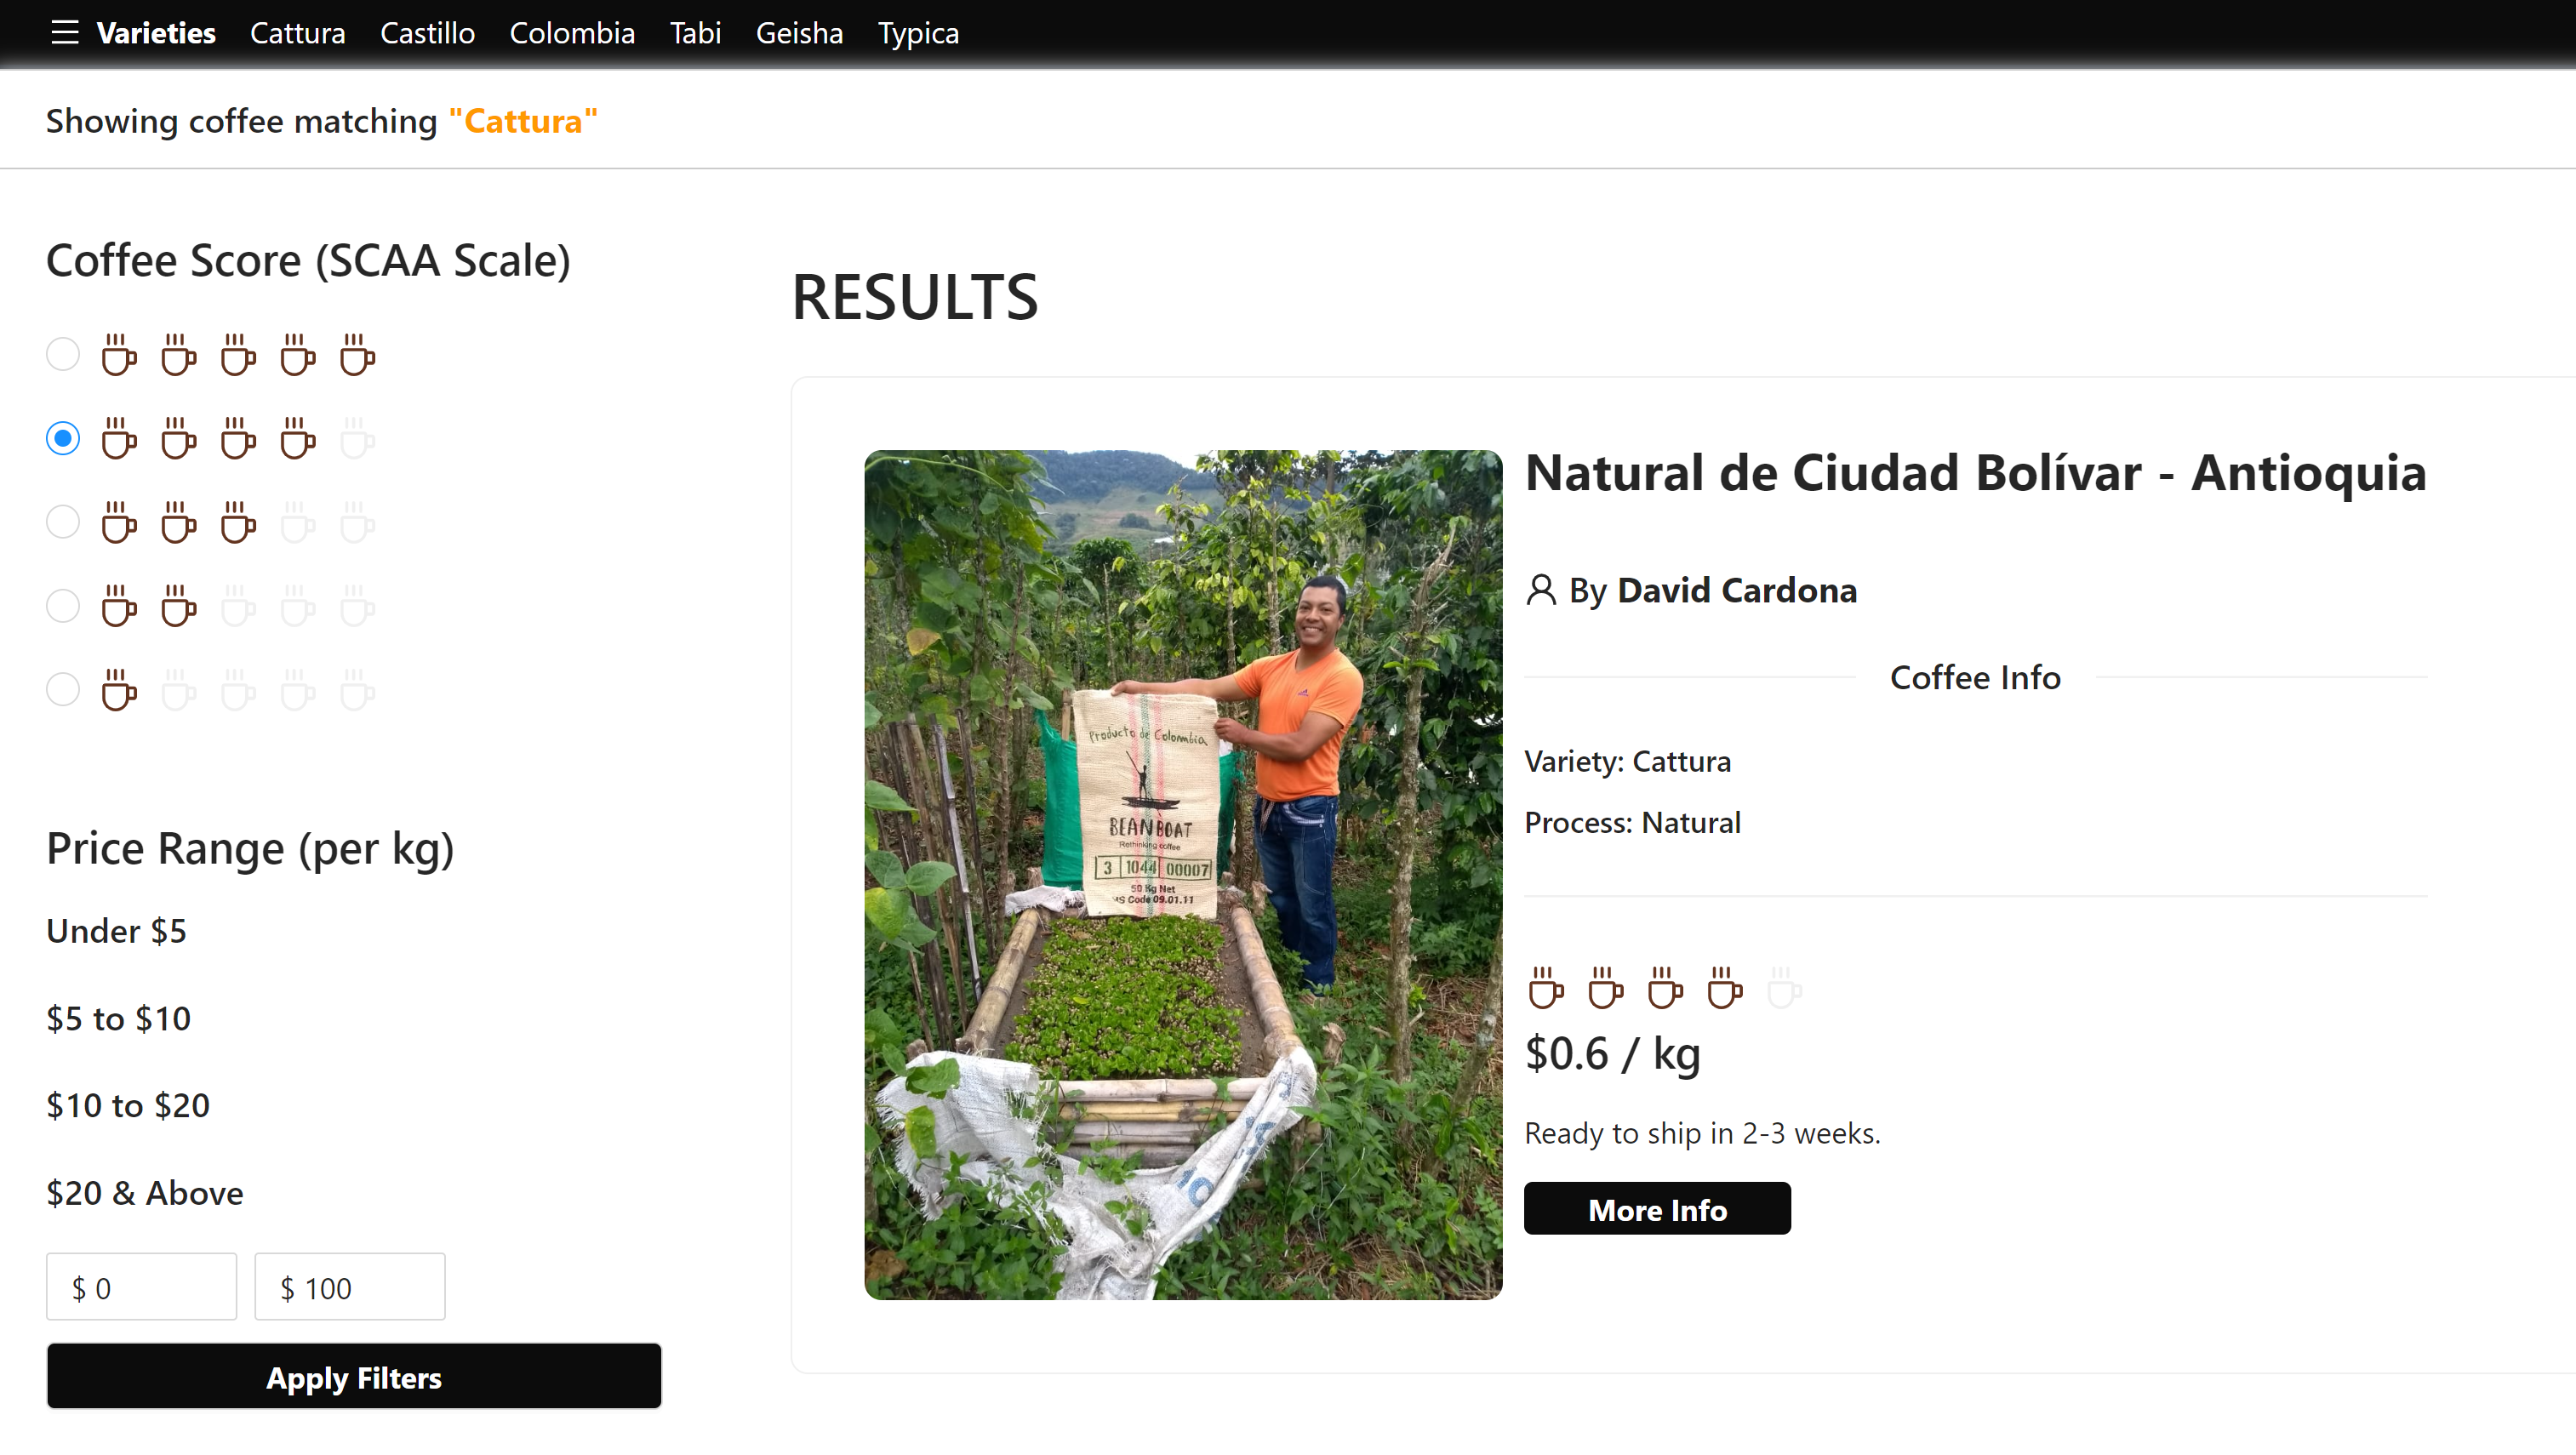 Varieties Cattura Castillo Colombia Tabi Geisha Typica
Showing coffee matching "Cattura"
Coffee Score (SCAA Scale)
Price Range (per kg)
Under $5
$5 to $10
$10 to $20
$20 & Above
$ 0 $ 100
Apply Filters
RESULTS
Producto de Colombia
BEANBOAT
Rethinking coffee
3 1044 00007
50 Kg Net
Code 09.01.11
10
Natural de Ciudad Bolívar - Antioquia
By David Cardona
Coffee Info
Variety: Cattura
Process: Natural
$0.6 / kg
Ready to ship in 2-3 weeks.
More Info